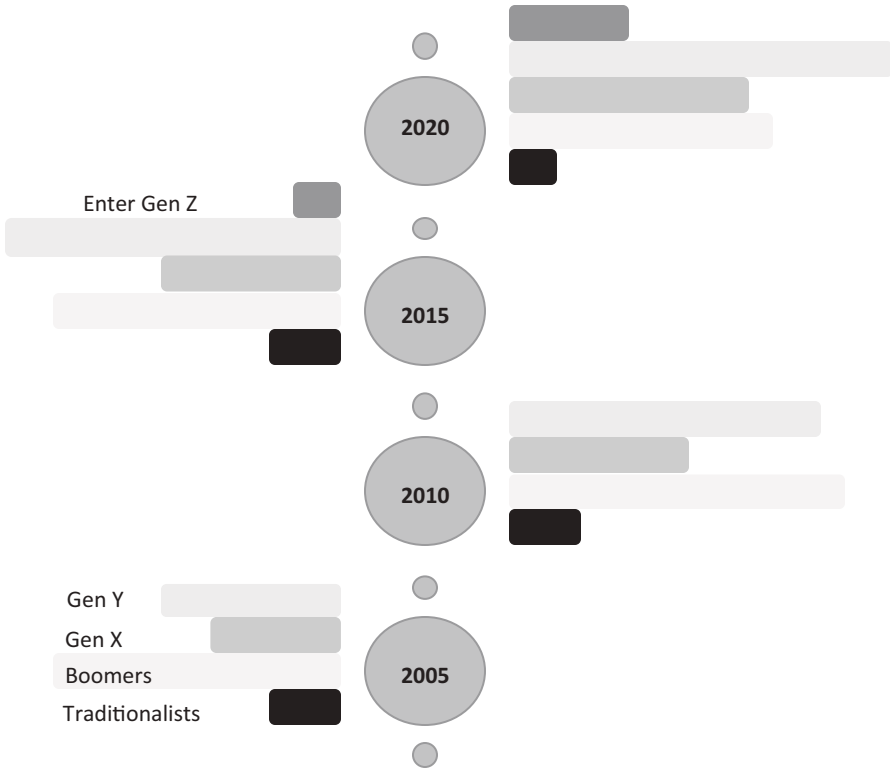 2020
Enter Gen Z
2015
2010
Gen Y
Gen X
Boomers
2005
Traditionalists